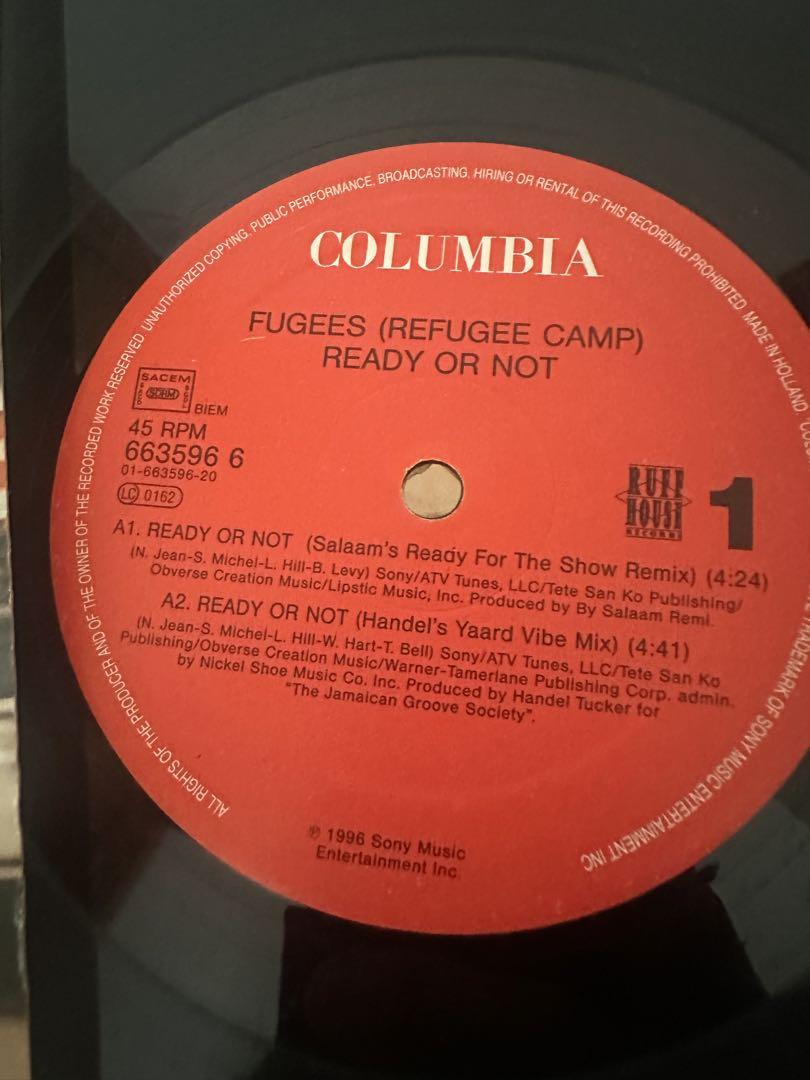 COLUMBIA
FUGEES (REFUGEE CAMP)
READY OR NOT
SACEM
SDRM
BIEM
45 RPM
663596 6
01-663596-20
LC 0162
RUFF
HOUSE
RECORDS
1
A1. READY OR NOT (Salaam's Ready For The Show Remix) (4:24)
(N. Jean-S. Michel-L. Hill-B. Levy) Sony/ATV Tunes, LLC/Tete San Ko Publishing/
Obverse Creation Music/Lipstic Music, Inc. Produced by By Salaam Remi.
A2. READY OR NOT (Handel's Yaard Vibe Mix) (4:41)
(N. Jean-S. Michel-L. Hill-W. Hart-T. Bell) Sony/ATV Tunes, LLC/Tete San Ko
Publishing/Obverse Creation Music/Warner-Tamerlane Publishing Corp. admin.
by Nickel Shoe Music Co. Inc. Produced by Handel Tucker for
"The Jamaican Groove Society".
℗ 1996 Sony Music
Entertainment Inc.
ALL RIGHTS OF THE PRODUCER AND OF THE OWNER OF THE RECORDED WORK RESERVED. UNAUTHORIZED COPYING, PUBLIC PERFORMANCE, BROADCASTING, HIRING OR RENTAL OF THIS RECORDING PROHIBITED. MADE IN HOLLAND. TRADEMARK OF SONY MUSIC ENTERTAINMENT INC